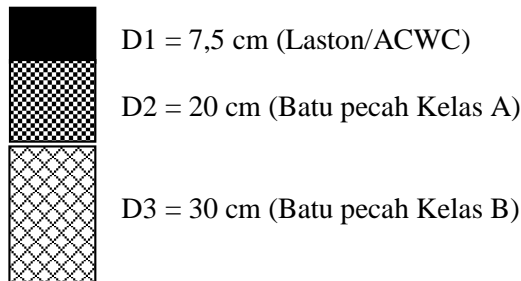 D1 = 7,5 cm (Laston/ACWC)
D2 = 20 cm (Batu pecah Kelas A)
D3 = 30 cm (Batu pecah Kelas B)